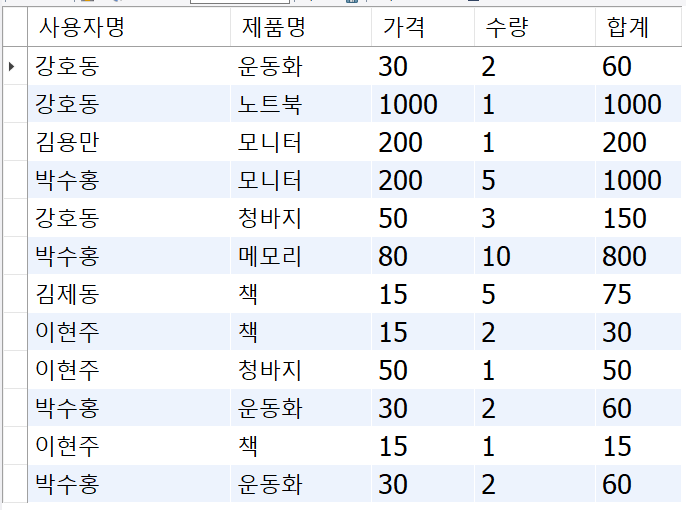 사용자명 제품명 가격 수량 합계
강호동 운동화 30 2 60
강호동 노트북 1000 1 1000
김용만 모니터 200 1 200
박수홍 모니터 200 5 1000
강호동 청바지 50 3 150
박수홍 메모리 80 10 800
김제동 책 15 5 75
이현주 책 15 2 30
이현주 청바지 50 1 50
박수홍 운동화 30 2 60
이현주 책 15 1 15
박수홍 운동화 30 2 60